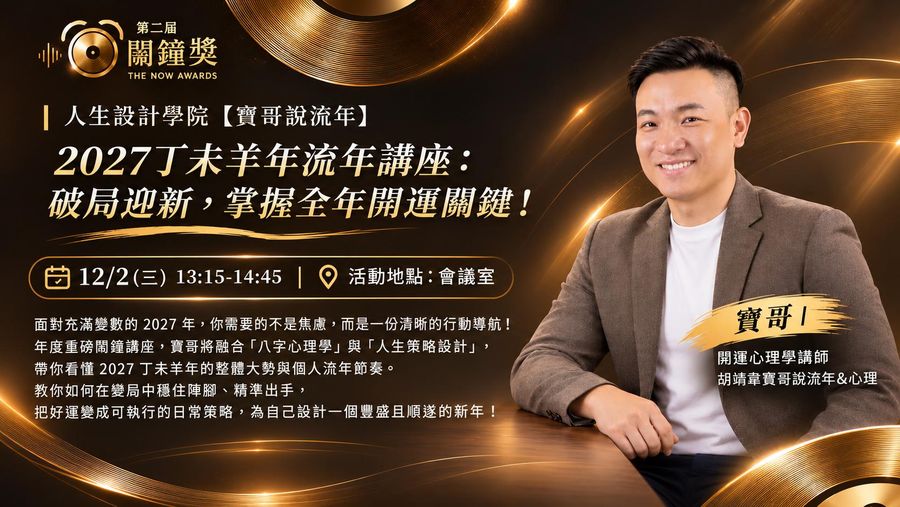 第二屆
鬧鐘獎
THE NOW AWARDS
人生設計學院【寶哥說流年】
2027丁未羊年流年講座：
破局迎新，掌握全年開運關鍵！
12/2(三) 13:15-14:45 | 活動地點：會議室
面對充滿變數的 2027 年，你需要的不是焦慮，而是一份清晰的行動導航！
年度重磅鬧鐘講座，寶哥將融合「八字心理學」與「人生策略設計」，
帶你看懂 2027 丁未羊年的整體大勢與個人流年節奏。
教你如何在變局中穩住陣腳、精準出手，
把好運變成可執行的日常策略，為自己設計一個豐盛且順遂的新年！
寶哥 |
開運心理學講師
胡靖韋寶哥說流年&心理